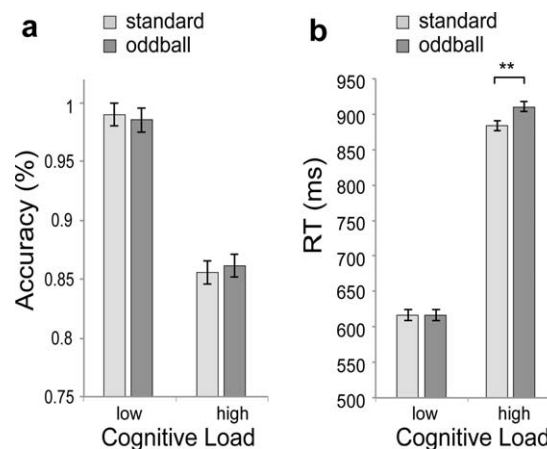 a
standard
oddball
Accuracy (%)
1
0.95
0.9
0.85
0.8
0.75
low high
Cognitive Load
b
standard
oddball
**
RT (ms)
950
900
850
800
750
700
650
600
550
500
low high
Cognitive Load